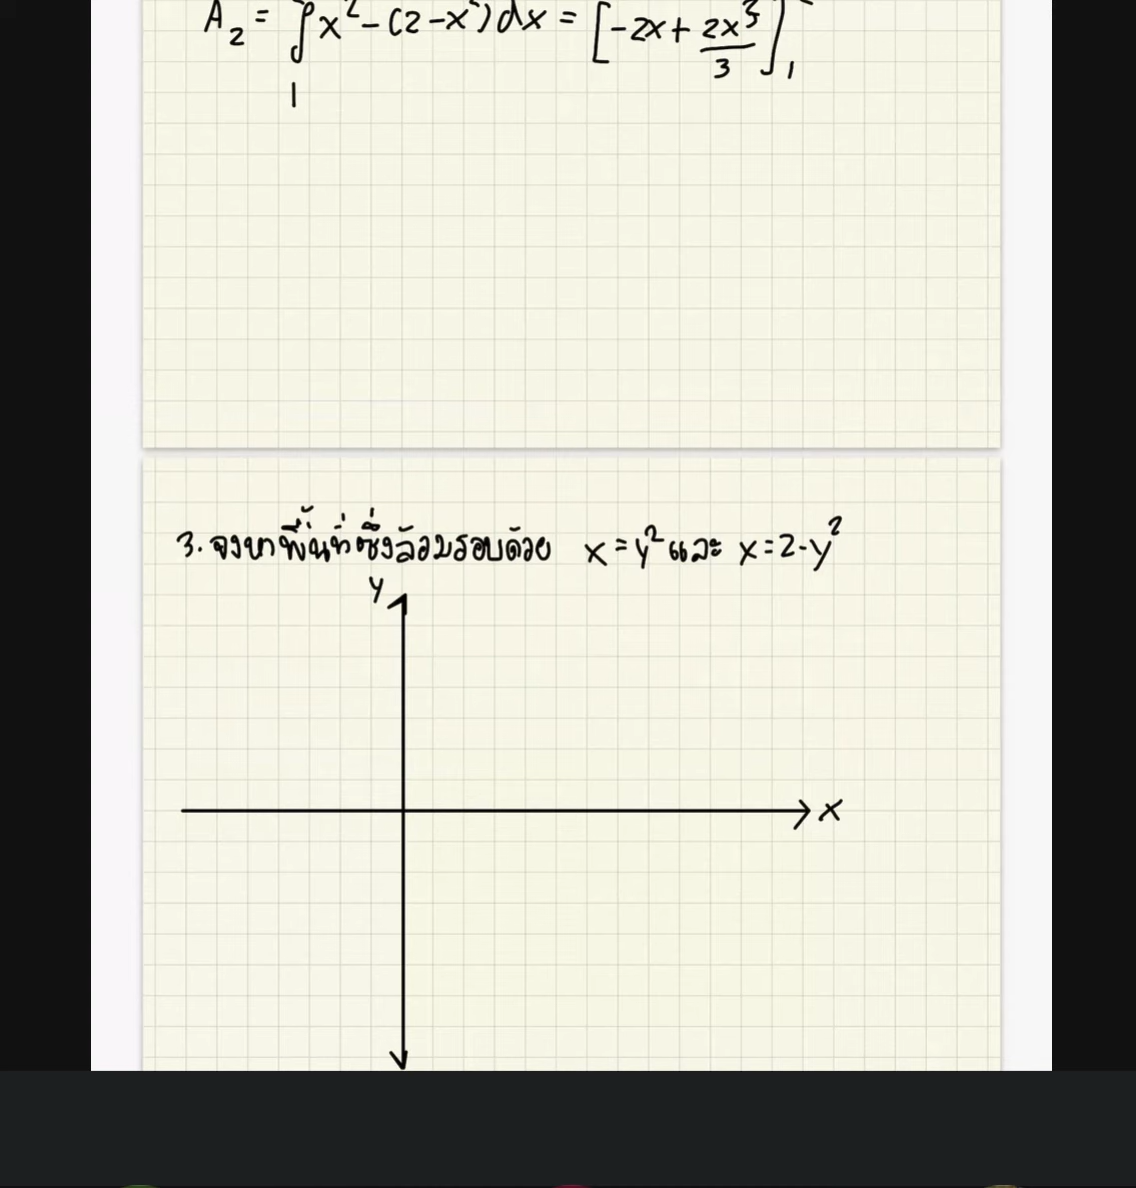 A₂ = ∫₁ x² - (2 - x²) dx = [-2x + 2x³/3]₁
3. จงหาพื้นที่ซึ่งล้อมรอบด้วย x = y² และ x = 2 - y²
y
x